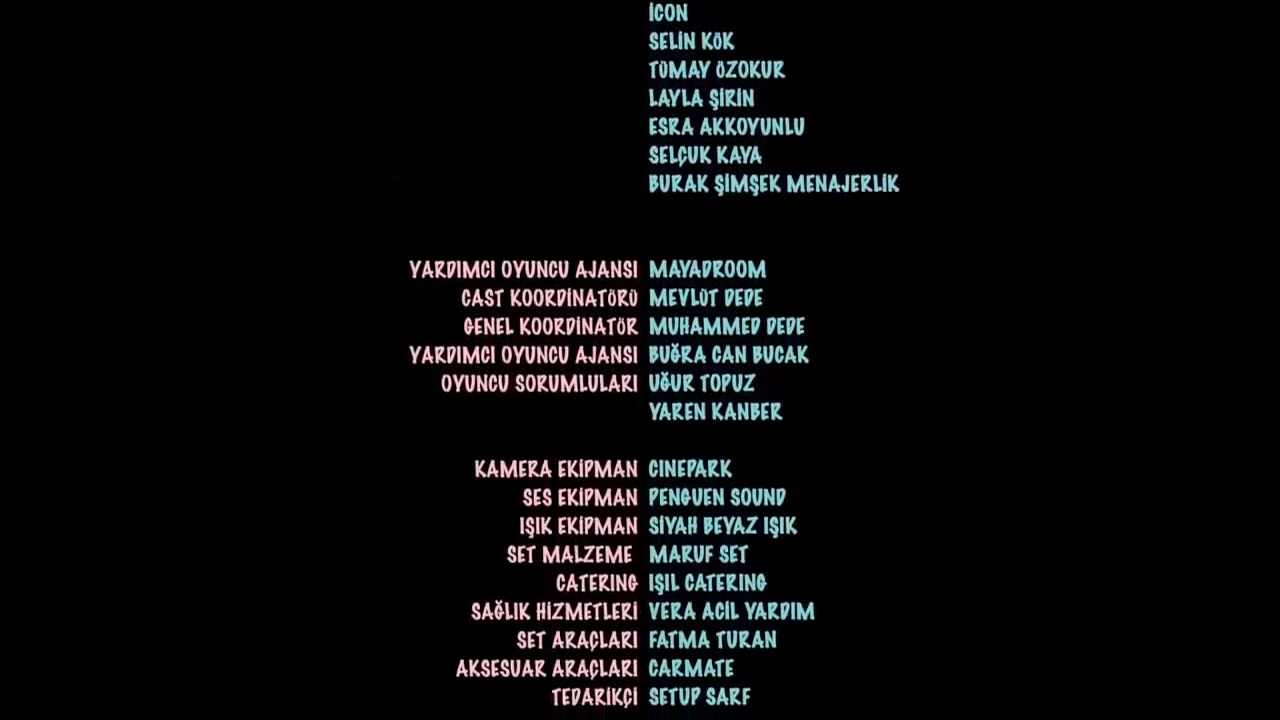 İCON
SELİN KÖK
TÜMAY ÖZOKUR
LAYLA ŞİRİN
ESRA AKKOYUNLU
SELÇUK KAYA
BURAK ŞİMŞEK MENAJERLİK
YARDIMCI OYUNCU AJANSI MAYADROOM
CAST KOORDİNATÖRÜ MEVLÜT DEDE
GENEL KOORDİNATÖR MUHAMMED DEDE
YARDIMCI OYUNCU AJANSI BUĞRA CAN BUCAK
OYUNCU SORUMLULARI UĞUR TOPUZ
YAREN KANBER
KAMERA EKİPMAN CINEPARK
SES EKİPMAN PENGUEN SOUND
IŞIK EKİPMAN SİYAH BEYAZ IŞIK
SET MALZEME MARUF SET
CATERING IŞIL CATERING
SAĞLIK HİZMETLERİ VERA ACİL YARDIM
SET ARAÇLARI FATMA TURAN
AKSESUAR ARAÇLARI CARMATE
TEDARİKÇİ SETUP SARF